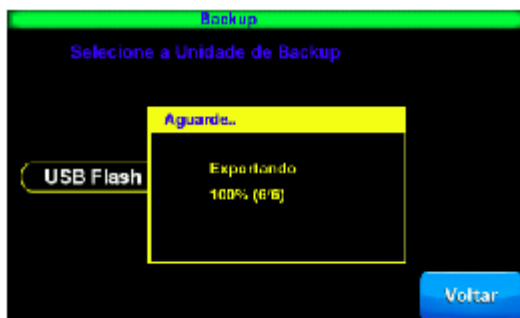 Backup
Selecione a Unidade de Backup
Aguarde..
USB Flash
Exportando
100% (6/6)
Voltar